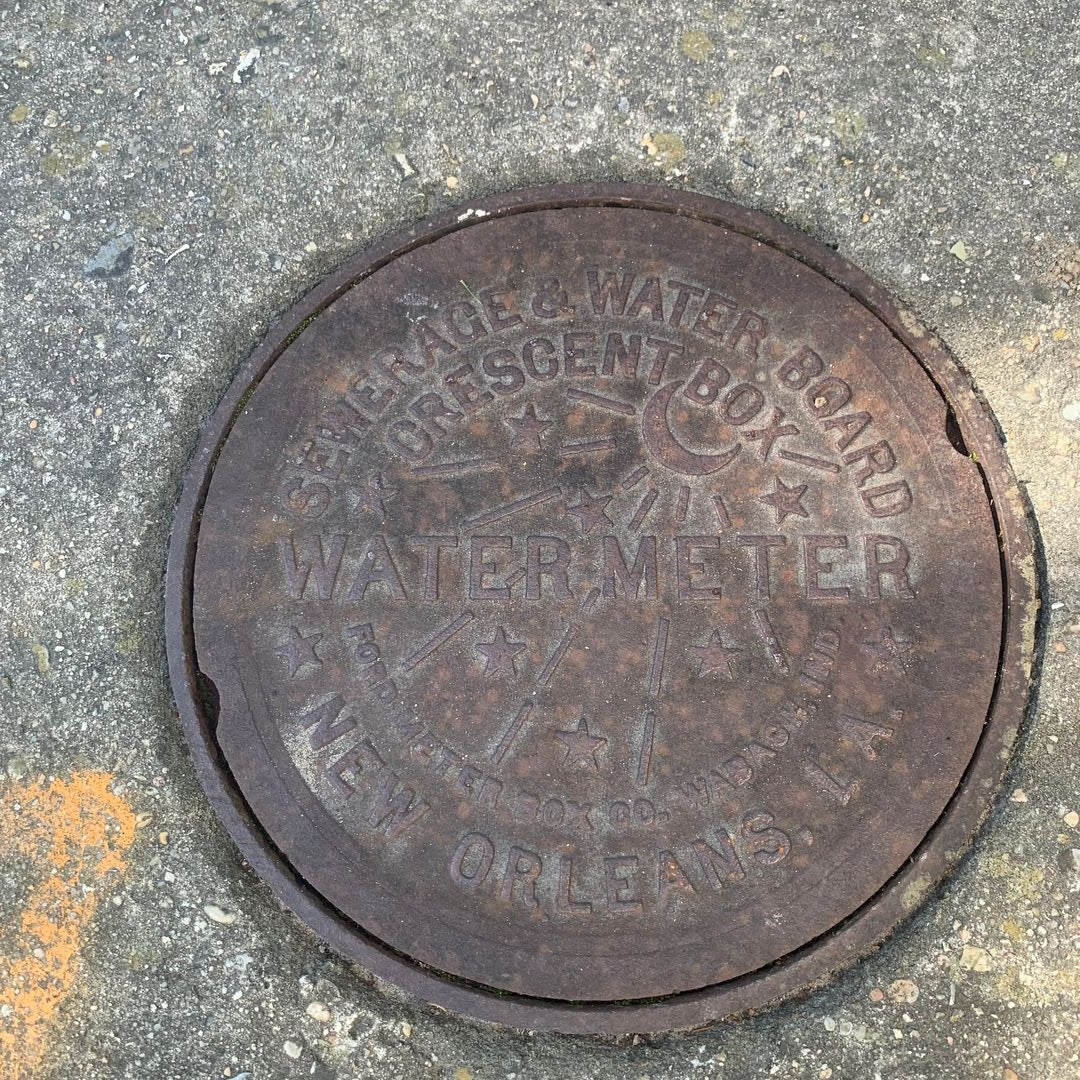 SEWERAGE & WATER BOARD
CRESCENT BOX
WATER METER
FORD METER BOX CO. WABASH, IND.
NEW ORLEANS, LA.